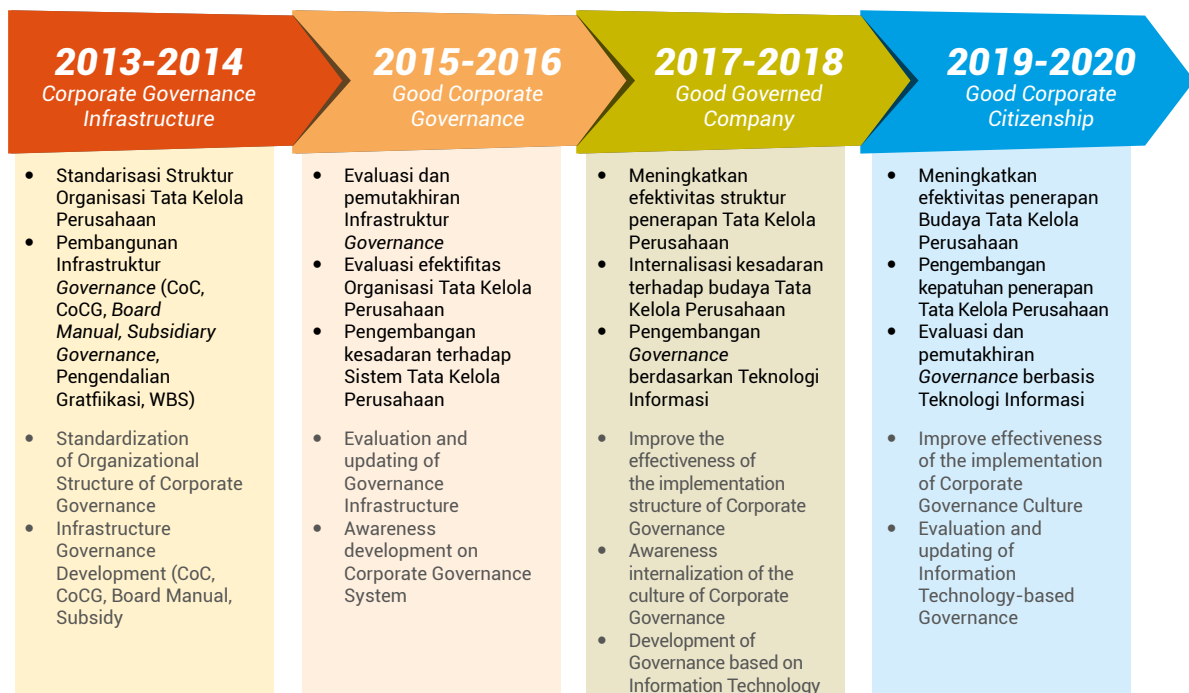 2013-2014
Corporate Governance
Infrastructure
• Standarisasi Struktur
Organisasi Tata Kelola
Perusahaan
• Pembangunan
Infrastruktur
Governance (CoC,
CoCG, Board
Manual, Subsidiary
Governance,
Pengendalian
Gratfiikasi, WBS)
• Standardization
of Organizational
Structure of Corporate
Governance
• Infrastructure
Governance
Development (CoC,
CoCG, Board Manual,
Subsidy
2015-2016
Good Corporate
Governance
• Evaluasi dan
pemutakhiran
Infrastruktur
Governance
• Evaluasi efektifitas
Organisasi Tata Kelola
Perusahaan
• Pengembangan
kesadaran terhadap
Sistem Tata Kelola
Perusahaan
• Evaluation and
updating of
Governance
Infrastructure
• Awareness
development on
Corporate Governance
System
2017-2018
Good Governed
Company
• Meningkatkan
efektivitas struktur
penerapan Tata Kelola
Perusahaan
• Internalisasi kesadaran
terhadap budaya Tata
Kelola Perusahaan
• Pengembangan
Governance
berdasarkan Teknologi
Informasi
• Improve the
effectiveness of
the implementation
structure of Corporate
Governance
• Awareness
internalization of the
culture of Corporate
Governance
• Development of
Governance based on
Information Technology
2019-2020
Good Corporate
Citizenship
• Meningkatkan
efektivitas penerapan
Budaya Tata Kelola
Perusahaan
• Pengembangan
kepatuhan penerapan
Tata Kelola Perusahaan
• Evaluasi dan
pemutakhiran
Governance berbasis
Teknologi Informasi
• Improve effectiveness
of the implementation
of Corporate
Governance Culture
• Evaluation and
updating of
Information
Technology-based
Governance